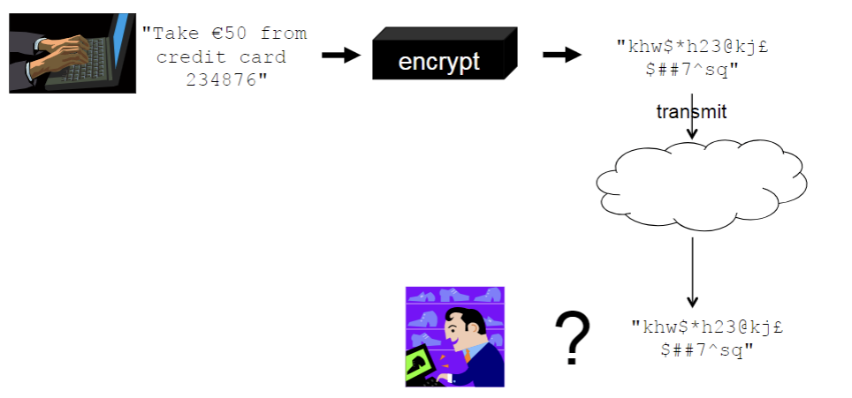 "Take €50 from
credit card
234876"
encrypt
"khw$*h23@kj£
$##7^sq"
transmit
?
"khw$*h23@kj£
$##7^sq"